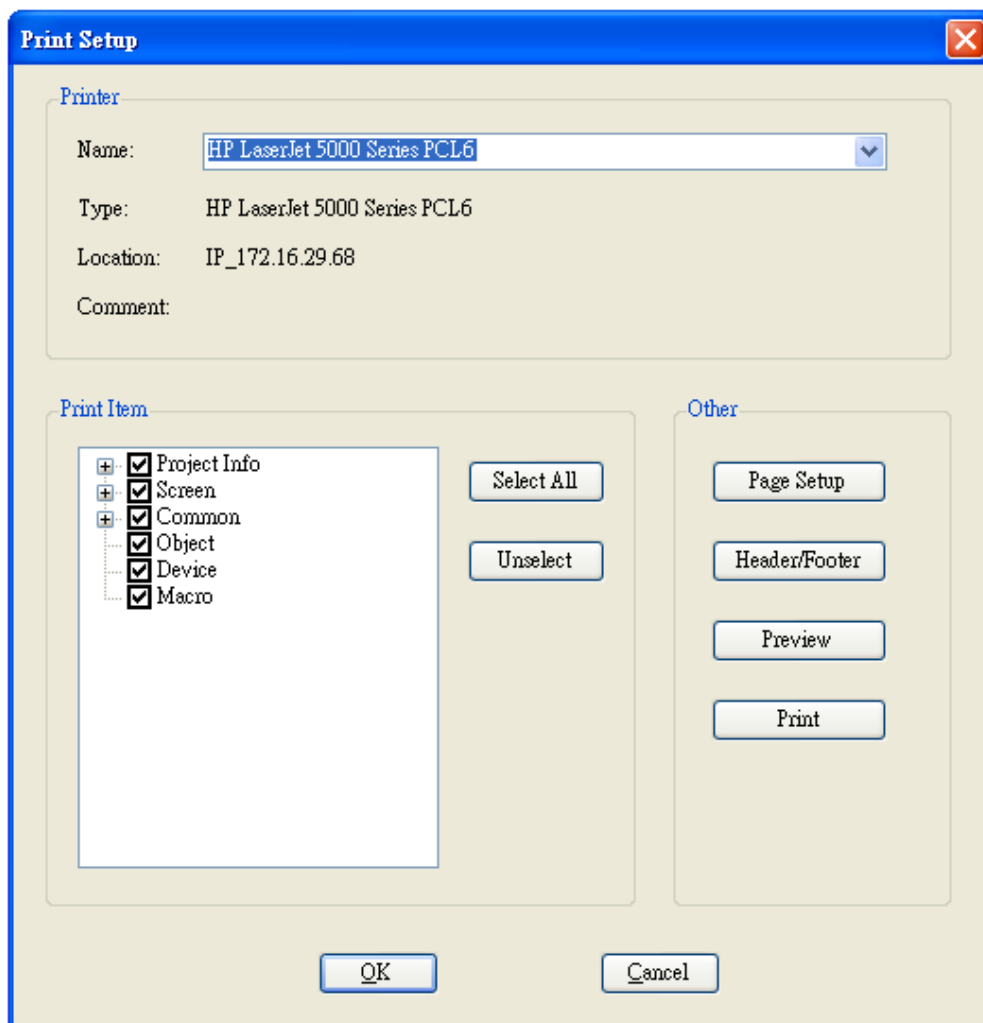 Print Setup
Printer
Name: HP LaserJet 5000 Series PCL6
Type: HP LaserJet 5000 Series PCL6
Location: IP_172.16.29.68
Comment:
Print Item
Project Info
Screen
Common
Object
Device
Macro
Select All
Unselect
Other
Page Setup
Header/Footer
Preview
Print
OK
Cancel